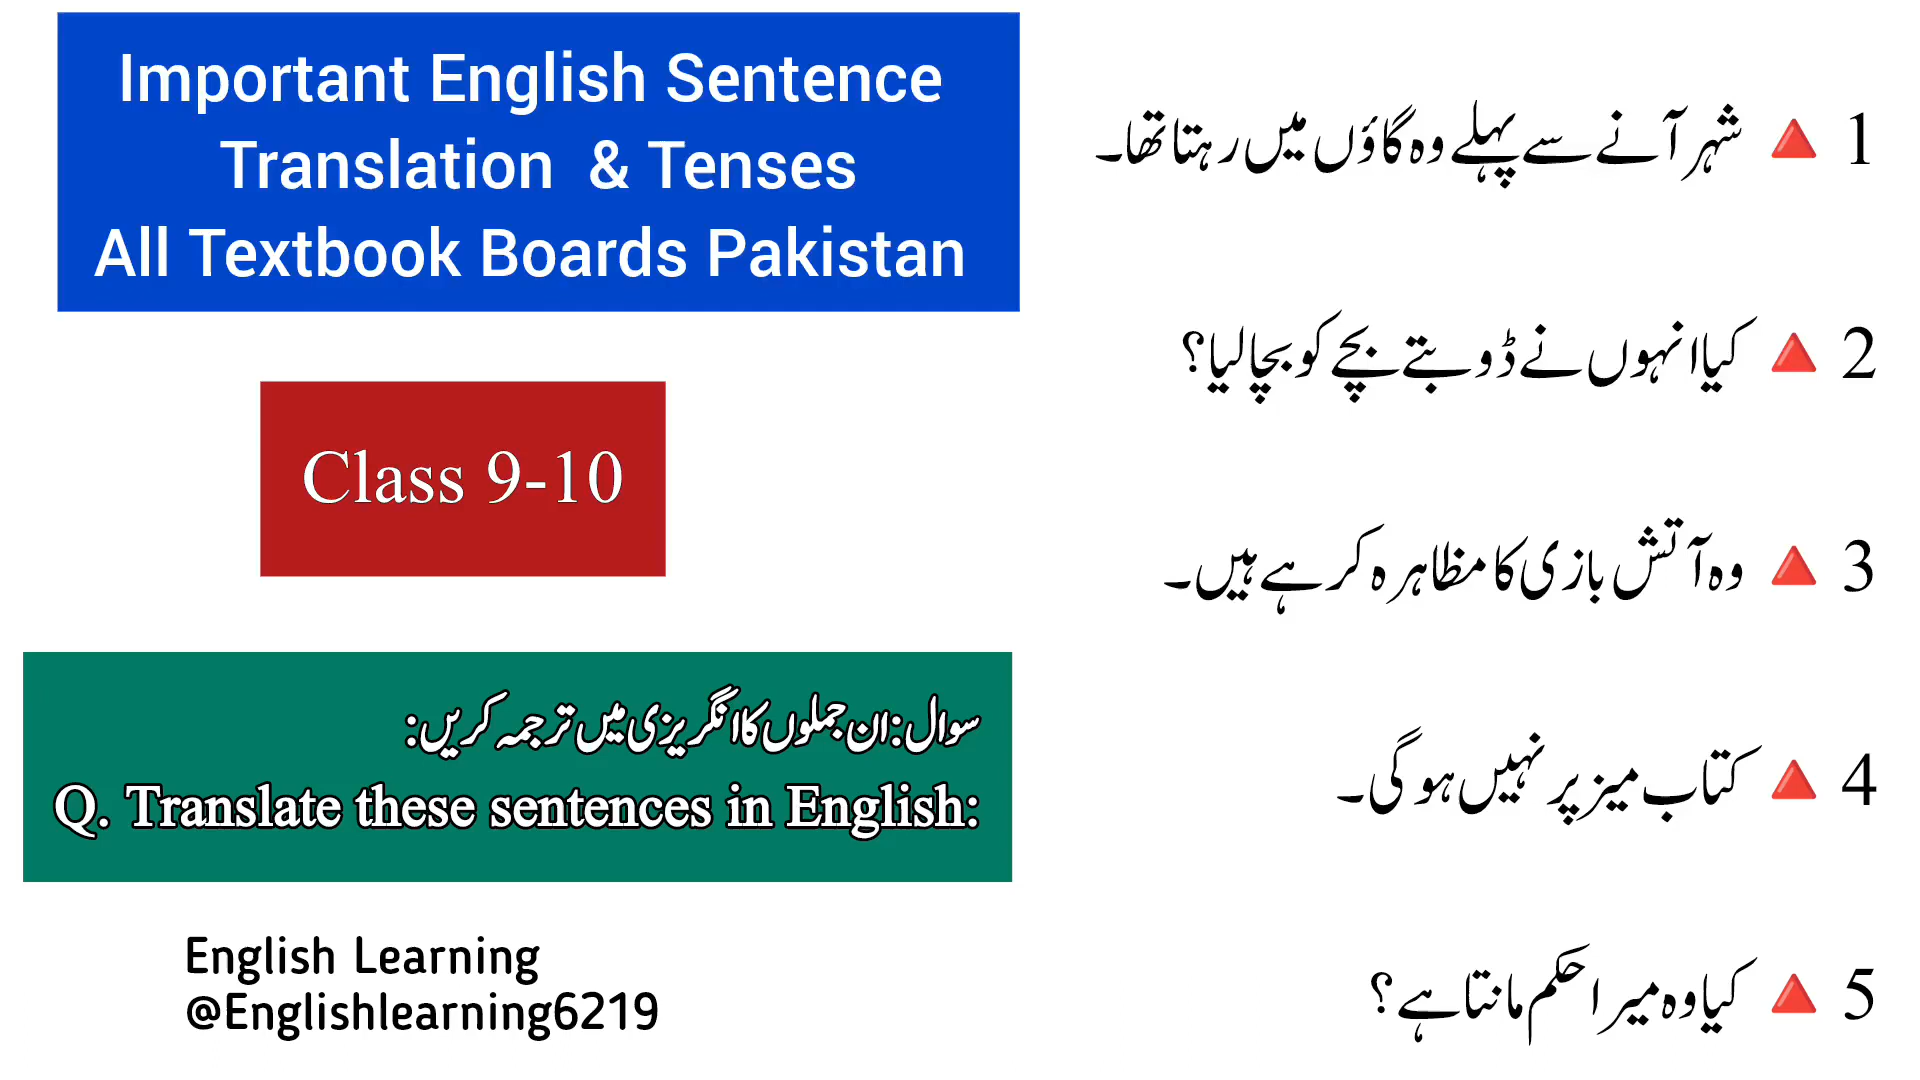 Important English Sentence
Translation & Tenses
All Textbook Boards Pakistan
Class 9-10
سوال: ان جملوں کا انگریزی میں ترجمہ کریں:
Q. Translate these sentences in English:
English Learning
@Englishlearning6219
1 🔺 شہر آنے سے پہلے وہ گاؤں میں رہتا تھا۔
2 🔺 کیا انہوں نے ڈوبتے بچے کو بچا لیا؟
3 🔺 وہ آتش بازی کا مظاہرہ کر ہے ہیں۔
4 🔺 کتاب میز پر نہیں ہو گی۔
5 🔺 کیا وہ میرا حکم مانتا ہے ؟